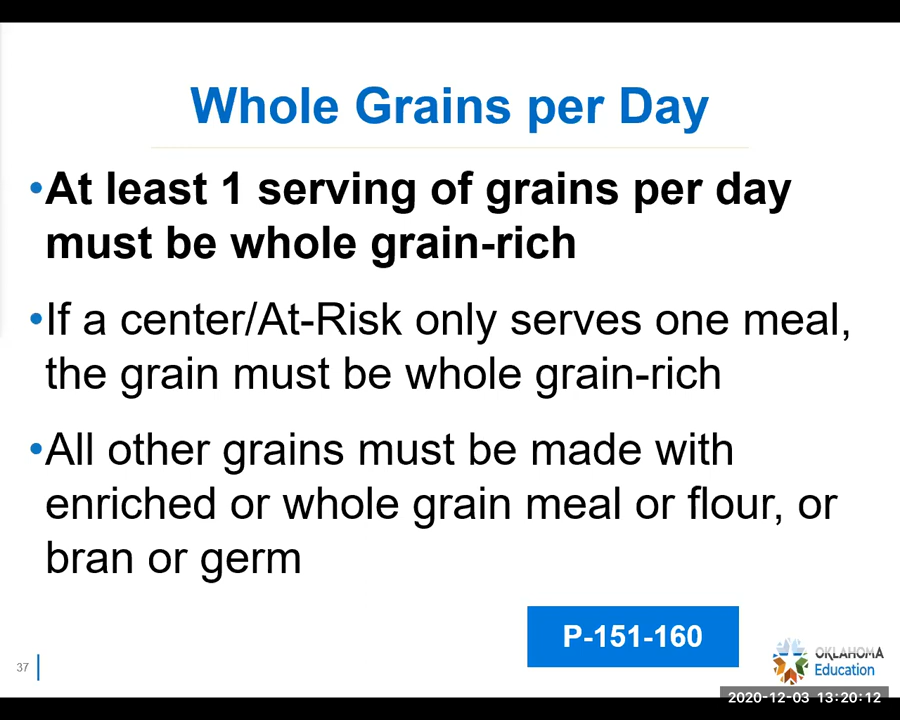 Whole Grains per Day
•At least 1 serving of grains per day
must be whole grain-rich
•If a center/At-Risk only serves one meal,
the grain must be whole grain-rich
•All other grains must be made with
enriched or whole grain meal or flour, or
bran or germ
P-151-160
37
OKLAHOMA
Education
2020-12-03 13:20:12